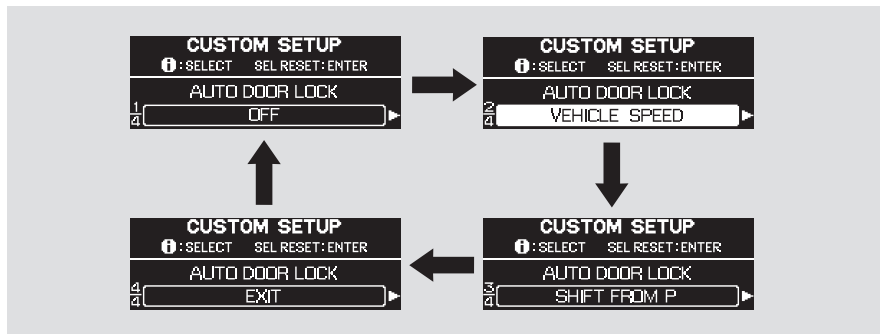 CUSTOM SETUP
i:SELECT SEL RESET:ENTER
AUTO DOOR LOCK
1/4 OFF
CUSTOM SETUP
i:SELECT SEL RESET:ENTER
AUTO DOOR LOCK
2/4 VEHICLE SPEED
CUSTOM SETUP
i:SELECT SEL RESET:ENTER
AUTO DOOR LOCK
4/4 EXIT
CUSTOM SETUP
i:SELECT SEL RESET:ENTER
AUTO DOOR LOCK
3/4 SHIFT FROM P